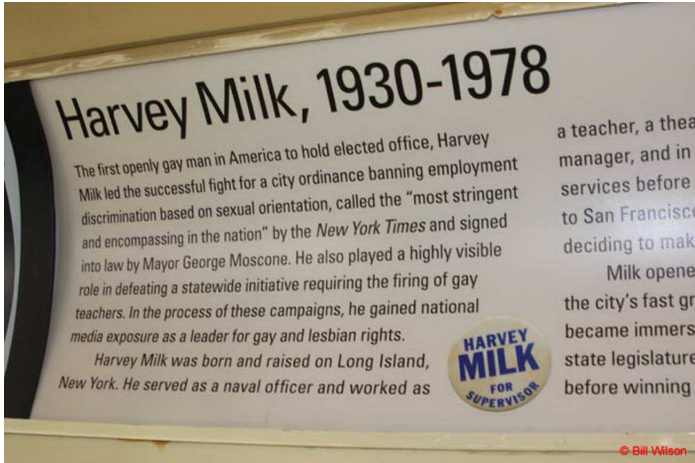 Harvey Milk, 1930-1978
The first openly gay man in America to hold elected office, Harvey
Milk led the successful fight for a city ordinance banning employment
discrimination based on sexual orientation, called the “most stringent
and encompassing in the nation” by the New York Times and signed
into law by Mayor George Moscone. He also played a highly visible
role in defeating a statewide initiative requiring the firing of gay
teachers. In the process of these campaigns, he gained national
media exposure as a leader for gay and lesbian rights.
Harvey Milk was born and raised on Long Island,
New York. He served as a naval officer and worked as
HARVEY
MILK
FOR
SUPERVISOR
a teacher, a thea
manager, and in
services before
to San Francisc
deciding to mak
Milk opene
the city’s fast gr
became immers
state legislature
before winning
© Bill Wilson